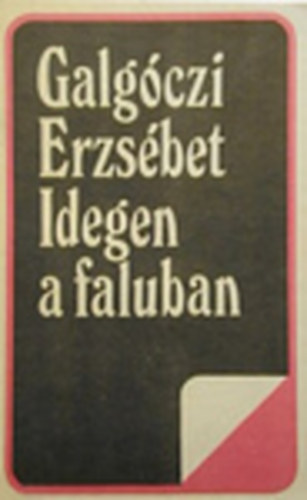 Galgóczi
Erzsébet
Idegen
a faluban